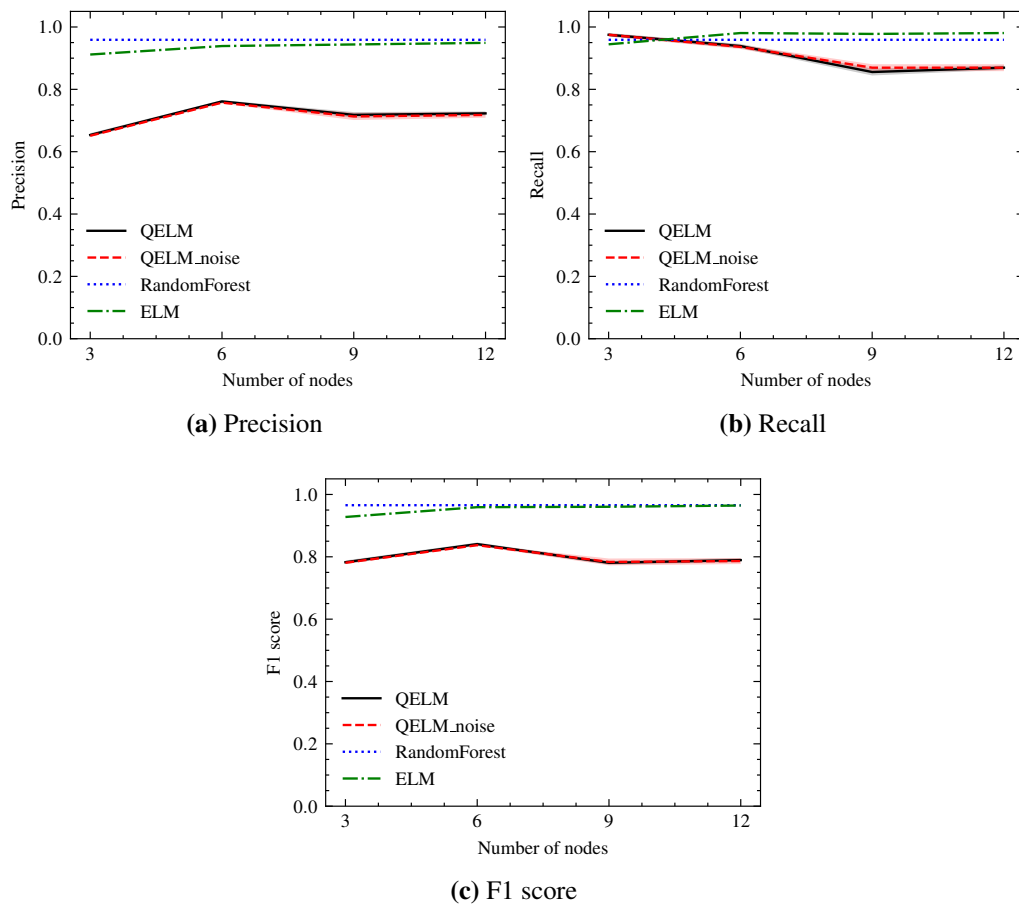 1.0
0.8
0.6
0.4
0.2
0.0
Precision
QELM
QELM_noise
RandomForest
ELM
3 6 9 12
Number of nodes
(a) Precision
1.0
0.8
0.6
0.4
0.2
0.0
Recall
QELM
QELM_noise
RandomForest
ELM
3 6 9 12
Number of nodes
(b) Recall
1.0
0.8
0.6
0.4
0.2
0.0
F1 score
QELM
QELM_noise
RandomForest
ELM
3 6 9 12
Number of nodes
(c) F1 score